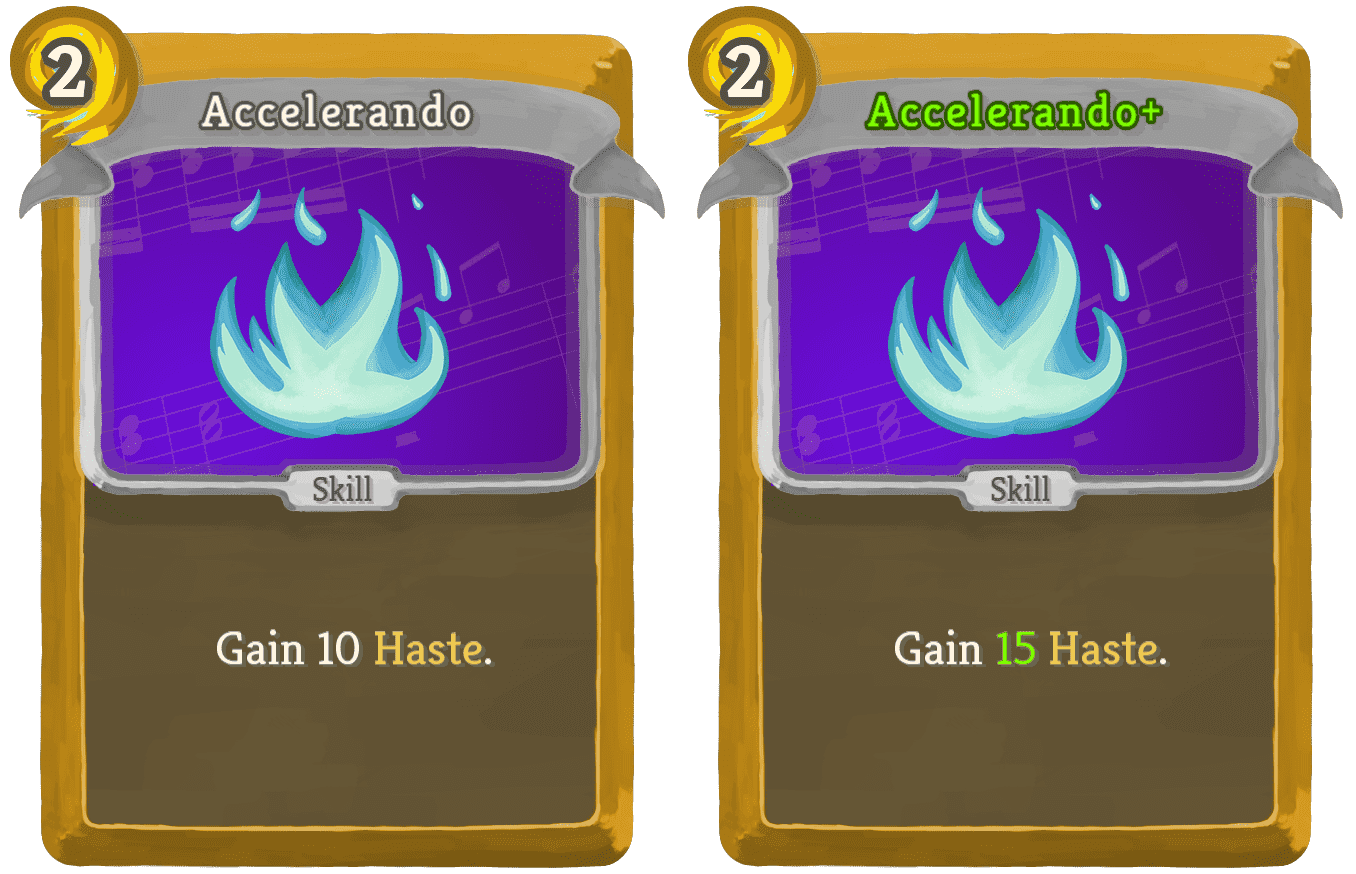 2
Accelerando
Skill
Gain 10 Haste.
2
Accelerando+
Skill
Gain 15 Haste.